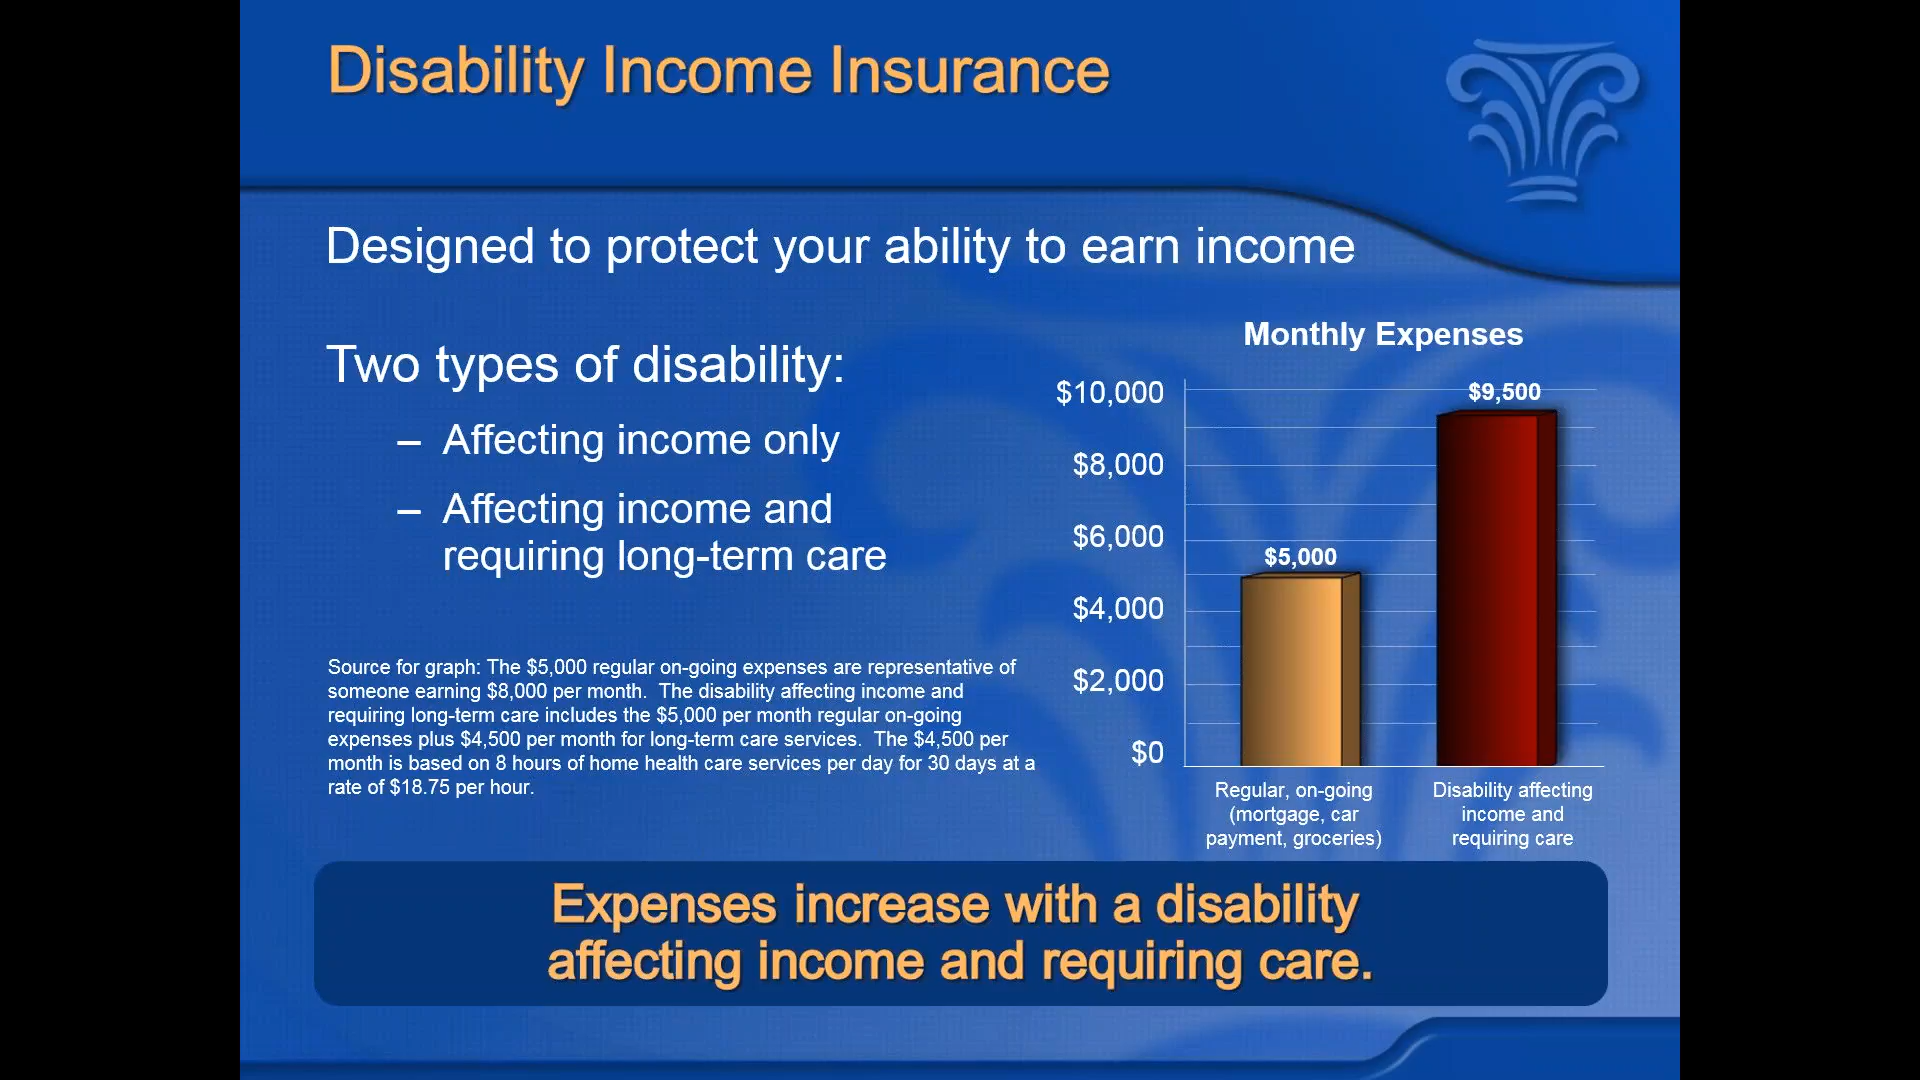 Disability Income Insurance
Designed to protect your ability to earn income
Two types of disability:
– Affecting income only
– Affecting income and
requiring long-term care
Source for graph: The $5,000 regular on-going expenses are representative of
someone earning $8,000 per month.  The disability affecting income and
requiring long-term care includes the $5,000 per month regular on-going
expenses plus $4,500 per month for long-term care services.  The $4,500 per
month is based on 8 hours of home health care services per day for 30 days at a
rate of $18.75 per hour.
Monthly Expenses
$10,000
$9,500
$8,000
$6,000
$5,000
$4,000
$2,000
$0
Regular, on-going
(mortgage, car
payment, groceries)
Disability affecting
income and
requiring care
Expenses increase with a disability
affecting income and requiring care.